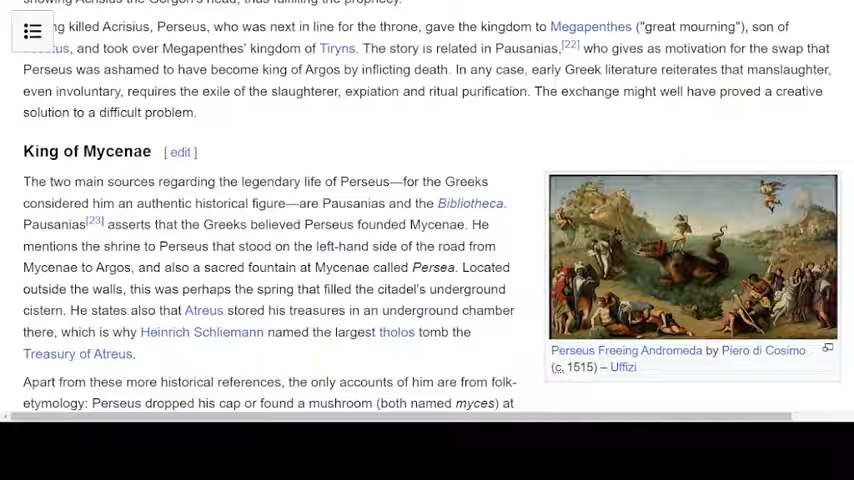 showing Acrisius the Gorgon's head, thus fulfilling the prophecy.
killed Acrisius, Perseus, who was next in line for the throne, gave the kingdom to Megapenthes ("great mourning"), son of
and took over Megapenthes' kingdom of Tiryns. The story is related in Pausanias,[22] who gives as motivation for the swap that
Perseus was ashamed to have become king of Argos by inflicting death. In any case, early Greek literature reiterates that manslaughter,
even involuntary, requires the exile of the slaughterer, expiation and ritual purification. The exchange might well have proved a creative
solution to a difficult problem.
King of Mycenae [ edit ]
The two main sources regarding the legendary life of Perseus—for the Greeks
considered him an authentic historical figure—are Pausanias and the Bibliotheca.
Pausanias[23] asserts that the Greeks believed Perseus founded Mycenae. He
mentions the shrine to Perseus that stood on the left-hand side of the road from
Mycenae to Argos, and also a sacred fountain at Mycenae called Persea. Located
outside the walls, this was perhaps the spring that filled the citadel's underground
cistern. He states also that Atreus stored his treasures in an underground chamber
there, which is why Heinrich Schliemann named the largest tholos tomb the
Treasury of Atreus.
Apart from these more historical references, the only accounts of him are from folk-
etymology: Perseus dropped his cap or found a mushroom (both named myces) at
Perseus Freeing Andromeda by Piero di Cosimo
(c. 1515) – Uffizi